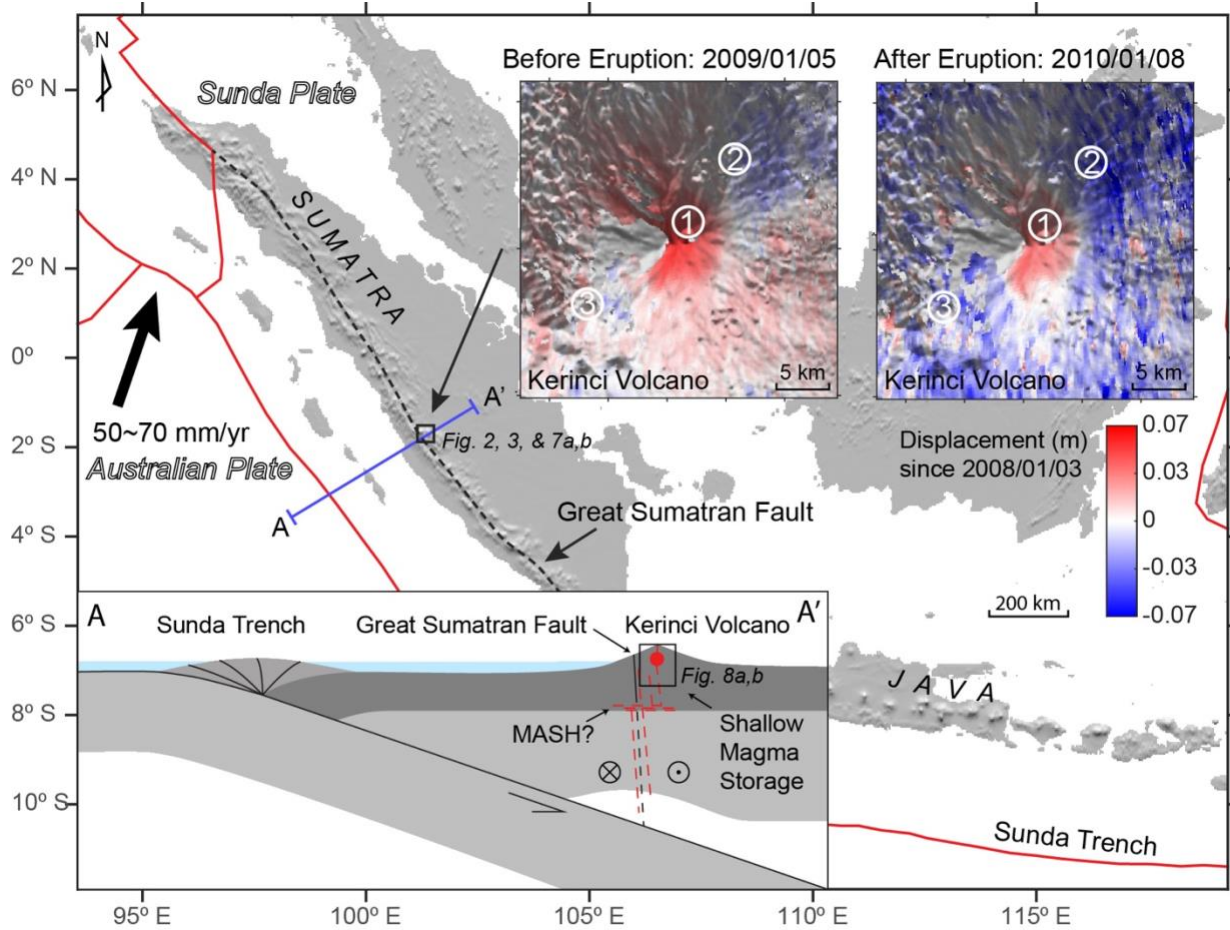 N
6º N
4º N
2º N
0º
2º S
4º S
6º S
8º S
10º S
Sunda Plate
SUMATRA
50~70 mm/yr
Australian Plate
A
A’
Fig. 2, 3, & 7a,b
Great Sumatran Fault
Before Eruption: 2009/01/05
1
2
3
Kerinci Volcano
5 km
After Eruption: 2010/01/08
1
2
3
Kerinci Volcano
5 km
Displacement (m)
since 2008/01/03
0.07
0.03
0
-0.03
-0.07
200 km
JAVA
Sunda Trench
A
Sunda Trench
Great Sumatran Fault
Kerinci Volcano
A’
Fig. 8a,b
MASH?
Shallow
Magma
Storage
95º E
100º E
105º E
110º E
115º E